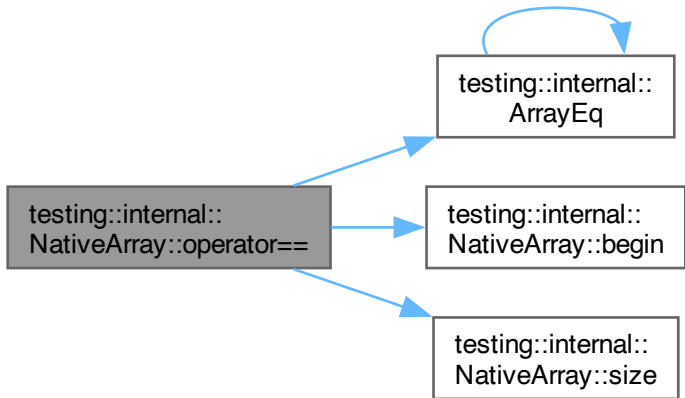 testing::internal::
ArrayEq
testing::internal::
NativeArray::operator==
testing::internal::
NativeArray::begin
testing::internal::
NativeArray::size